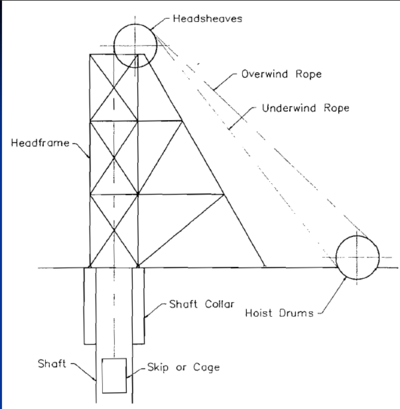 Headsheaves
Overwind Rope
Underwind Rope
Headframe
Shaft Collar
Hoist Drums
Shaft
Skip or Cage